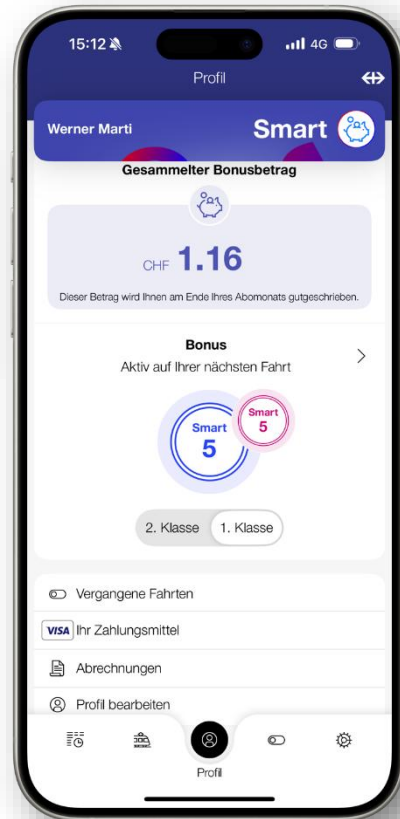 15:12
4G
Profil
Werner Marti
Smart
Gesammelter Bonusbetrag
CHF 1.16
Dieser Betrag wird Ihnen am Ende Ihres Abomonats gutgeschrieben.
Bonus
Aktiv auf Ihrer nächsten Fahrt
Smart
5
Smart
5
2. Klasse
1. Klasse
Vergangene Fahrten
VISA Ihr Zahlungsmittel
Abrechnungen
Profil bearbeiten
Profil